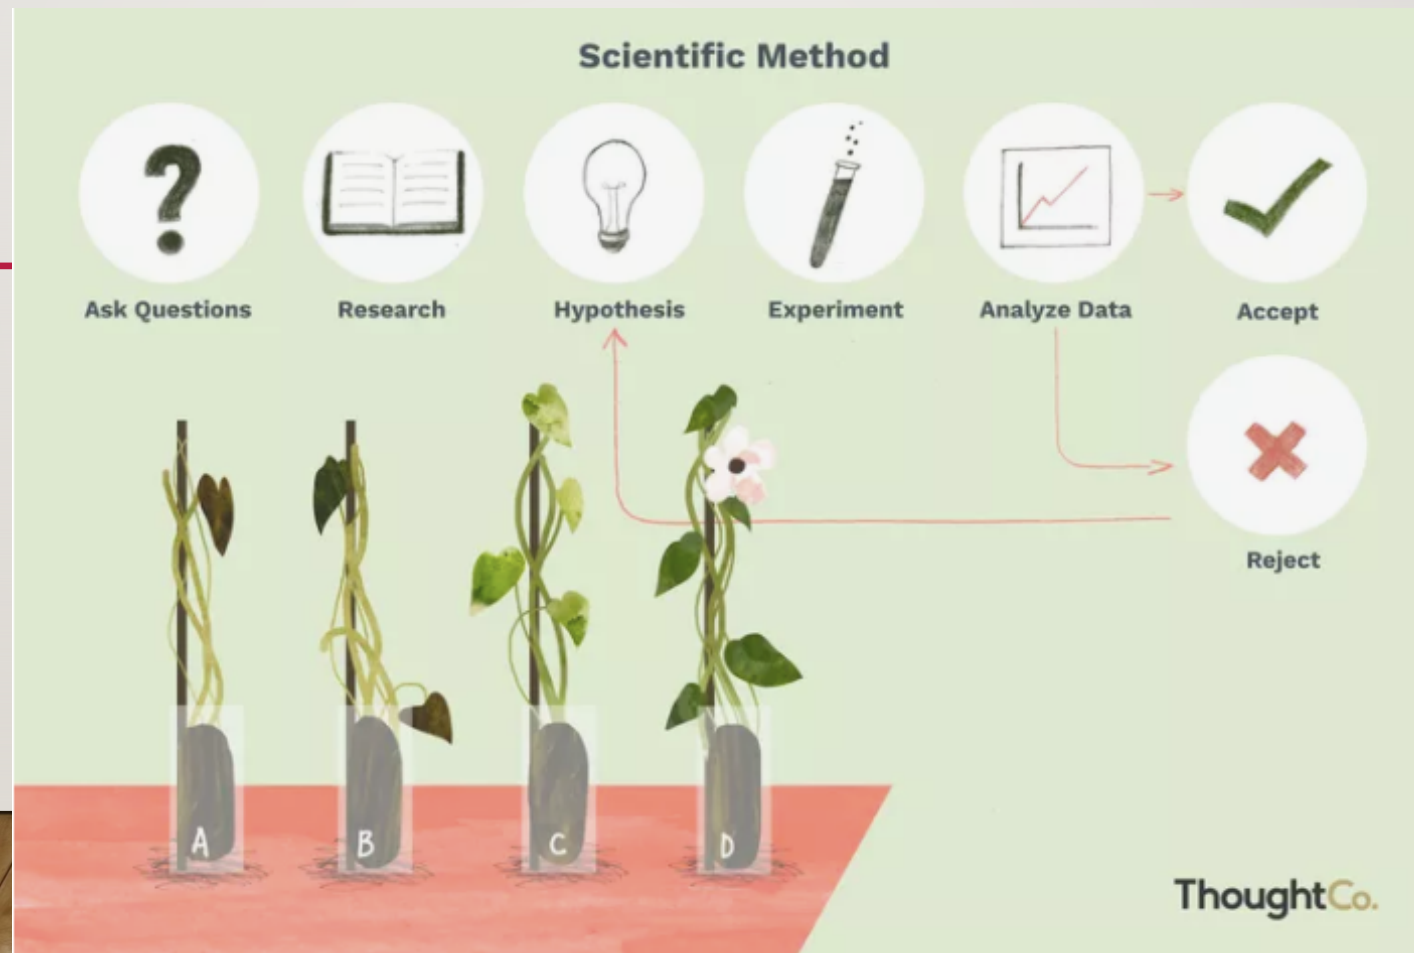 Scientific Method
Ask Questions
Research
Hypothesis
Experiment
Analyze Data
Accept
Reject
A
B
C
D
ThoughtCo.